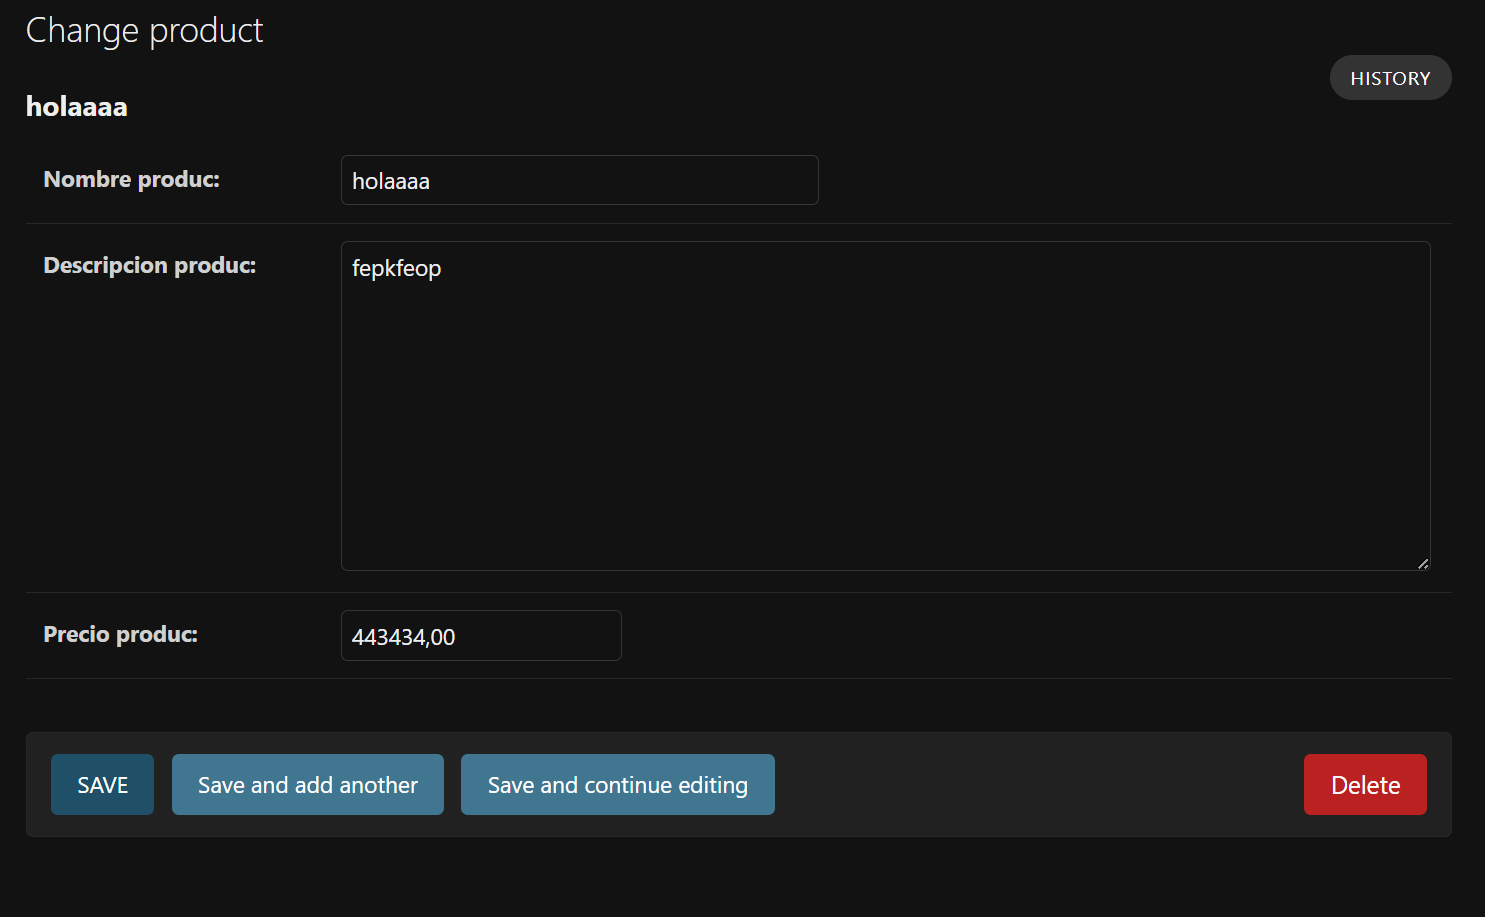 Change product
HISTORY
holaaaa
Nombre produc:
holaaaa
Descripcion produc:
fepkfeop
Precio produc:
443434,00
SAVE
Save and add another
Save and continue editing
Delete